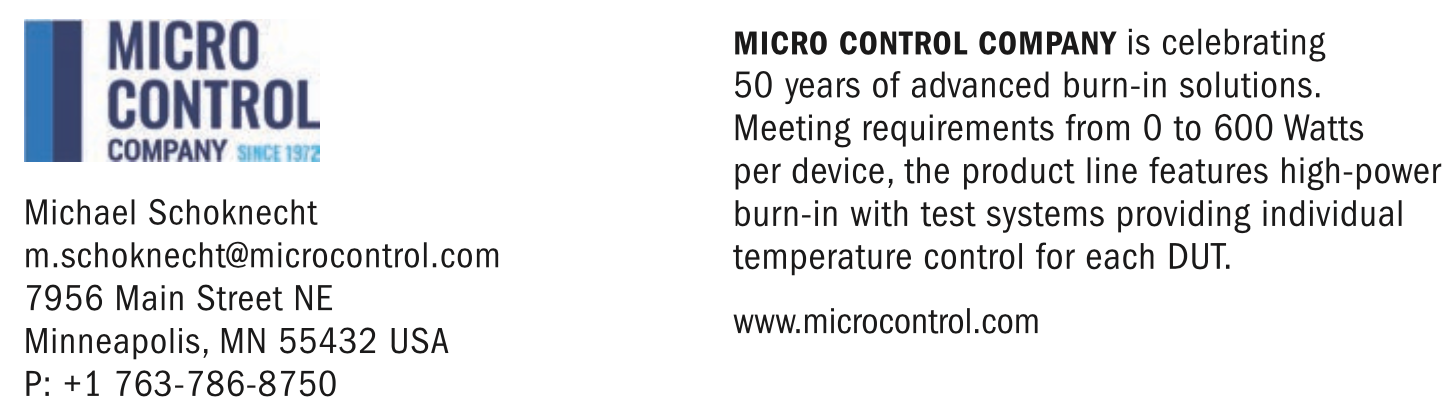 MICRO
CONTROL
COMPANY SINCE 1972
Michael Schoknecht
m.schoknecht@microcontrol.com
7956 Main Street NE
Minneapolis, MN 55432 USA
P: +1 763-786-8750
MICRO CONTROL COMPANY is celebrating
50 years of advanced burn-in solutions.
Meeting requirements from 0 to 600 Watts
per device, the product line features high-power
burn-in with test systems providing individual
temperature control for each DUT.
www.microcontrol.com